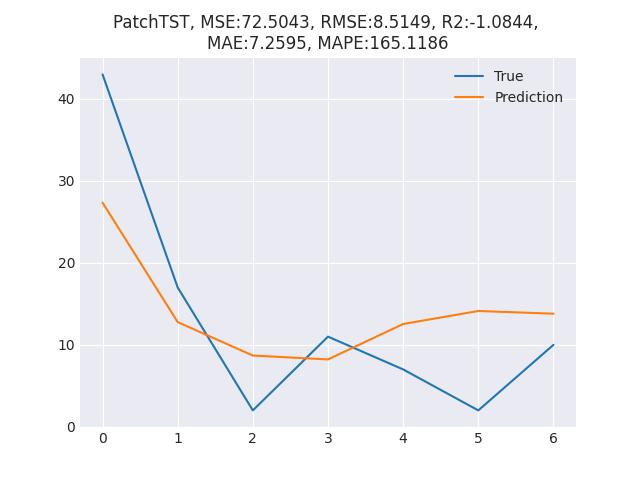 PatchTST, MSE:72.5043, RMSE:8.5149, R2:-1.0844,
MAE:7.2595, MAPE:165.1186
True
Prediction
40
30
20
10
0
0 1 2 3 4 5 6